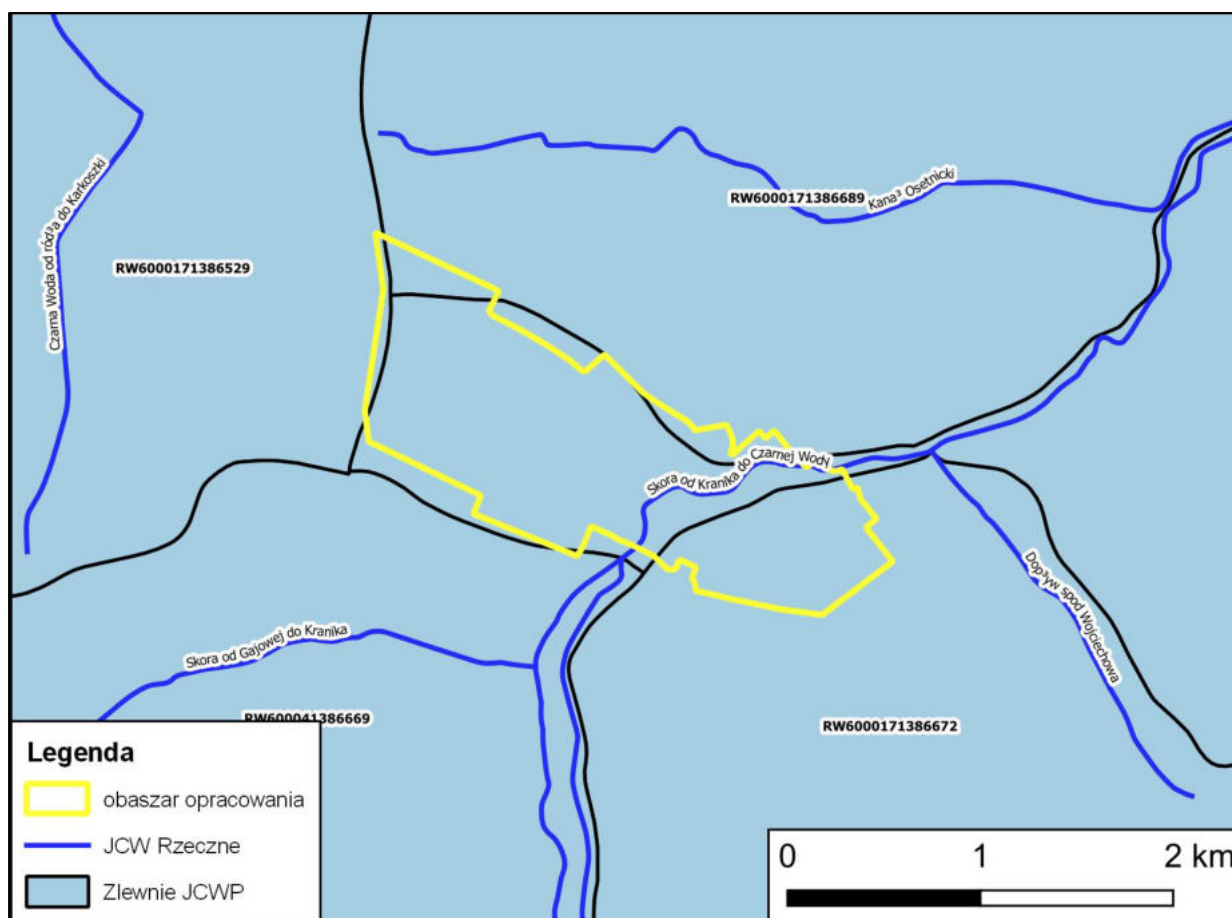 Czarna Woda od ród³a do Karkoszki
RW6000171386529
RW6000171386689
Kana³ Osetnicki
Skora od Kranika do Czarnej Wody
Dop³yw spod Wojciechowa
Skora od Gajowej do Kranika
RW600041386669
RW6000171386672
Legenda
obaszar opracowania
JCW Rzeczne
Zlewnie JCWP
0 1 2 km